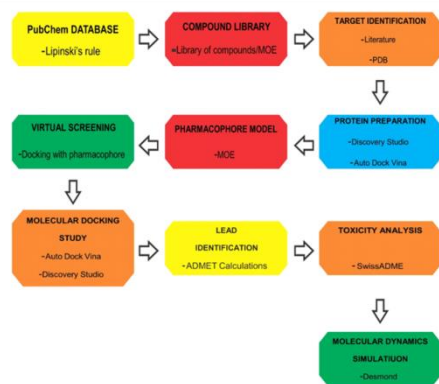 PubChem DATABASE
-Lipinski's rule
COMPOUND LIBRARY
-Library of compounds/MOE
TARGET IDENTIFICATION
-Literature
-PDB
PROTEIN PREPARATION
-Discovery Studio
-Auto Dock Vina
PHARMACOPHORE MODEL
-MOE
VIRTUAL SCREENING
-Docking with pharmacophore
MOLECULAR DOCKING
STUDY
-Auto Dock Vina
-Discovery Studio
LEAD
IDENTIFICATION
-ADMET Calculations
TOXICITY ANALYSIS
-SwissADME
MOLECULAR DYNAMICS
SIMULATIUON
-Desmond